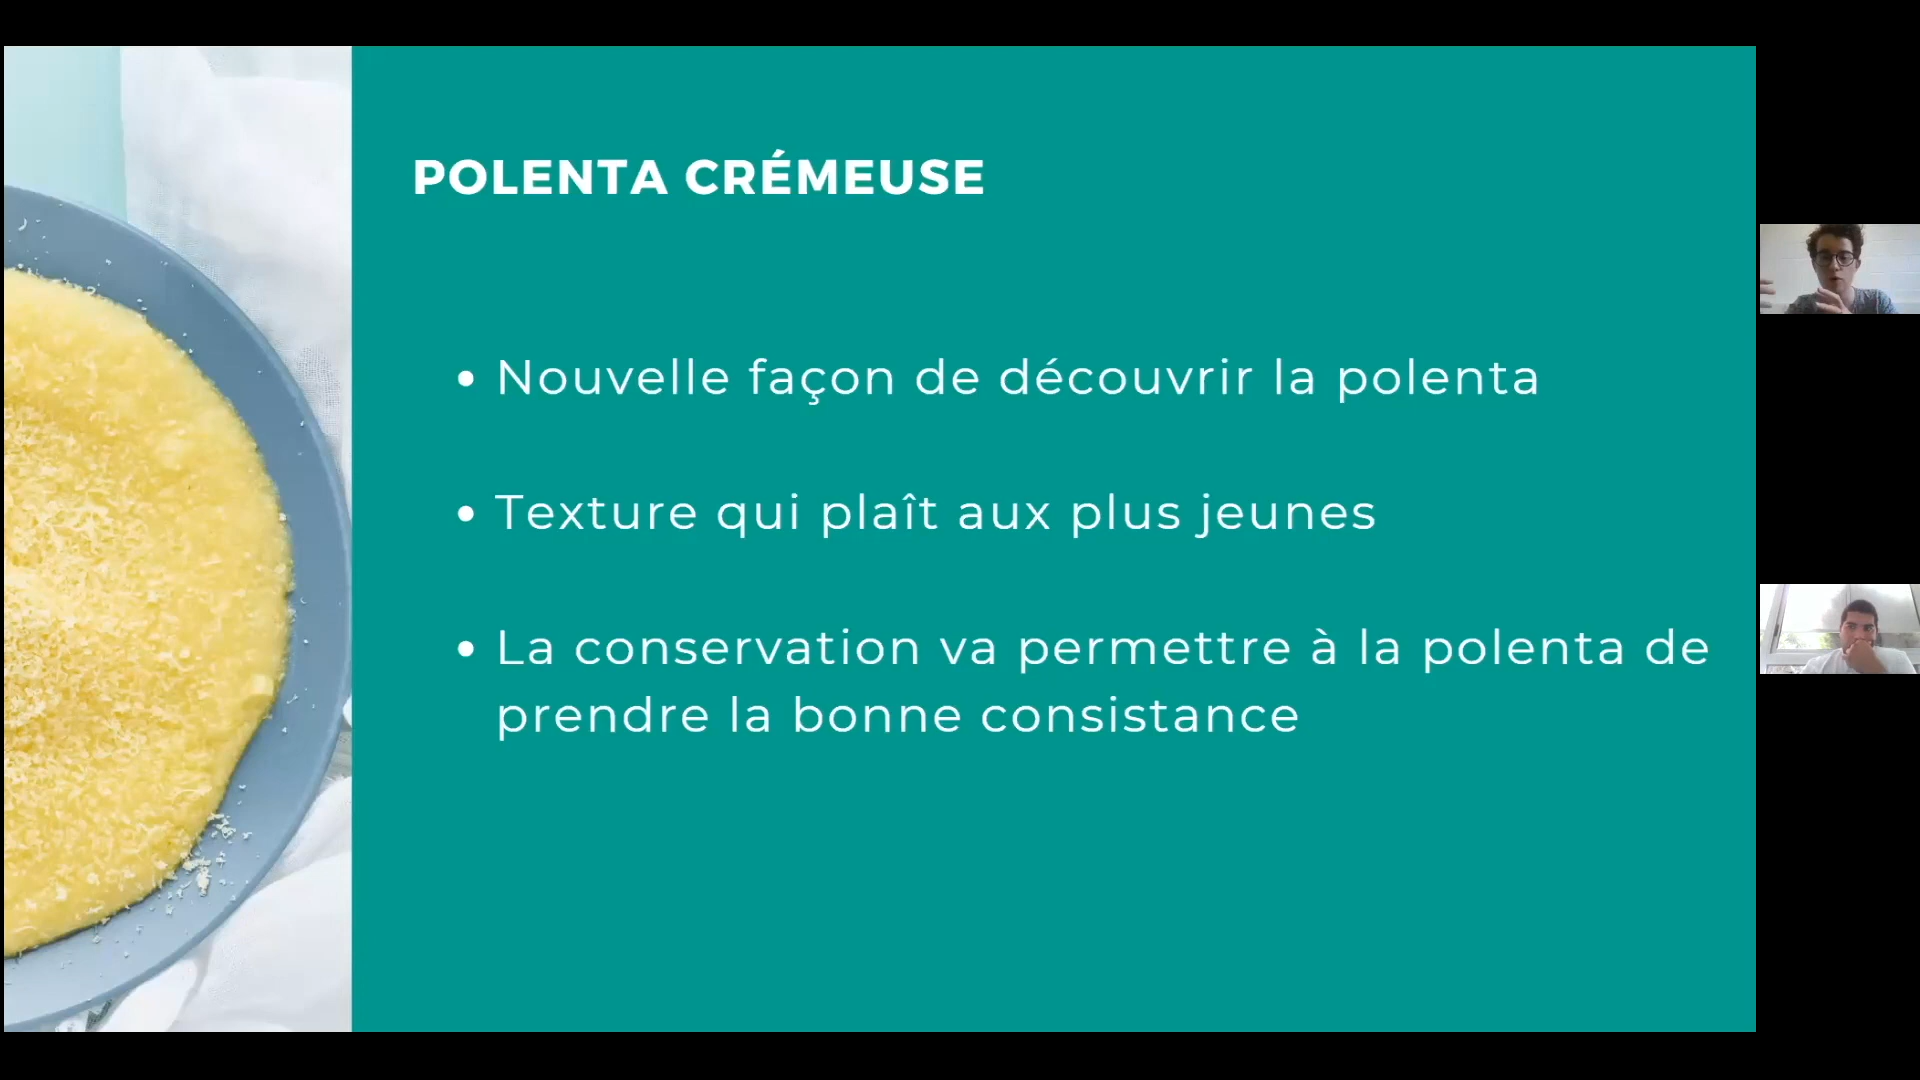 POLENTA CRÉMEUSE
• Nouvelle façon de découvrir la polenta
• Texture qui plaît aux plus jeunes
• La conservation va permettre à la polenta de
prendre la bonne consistance